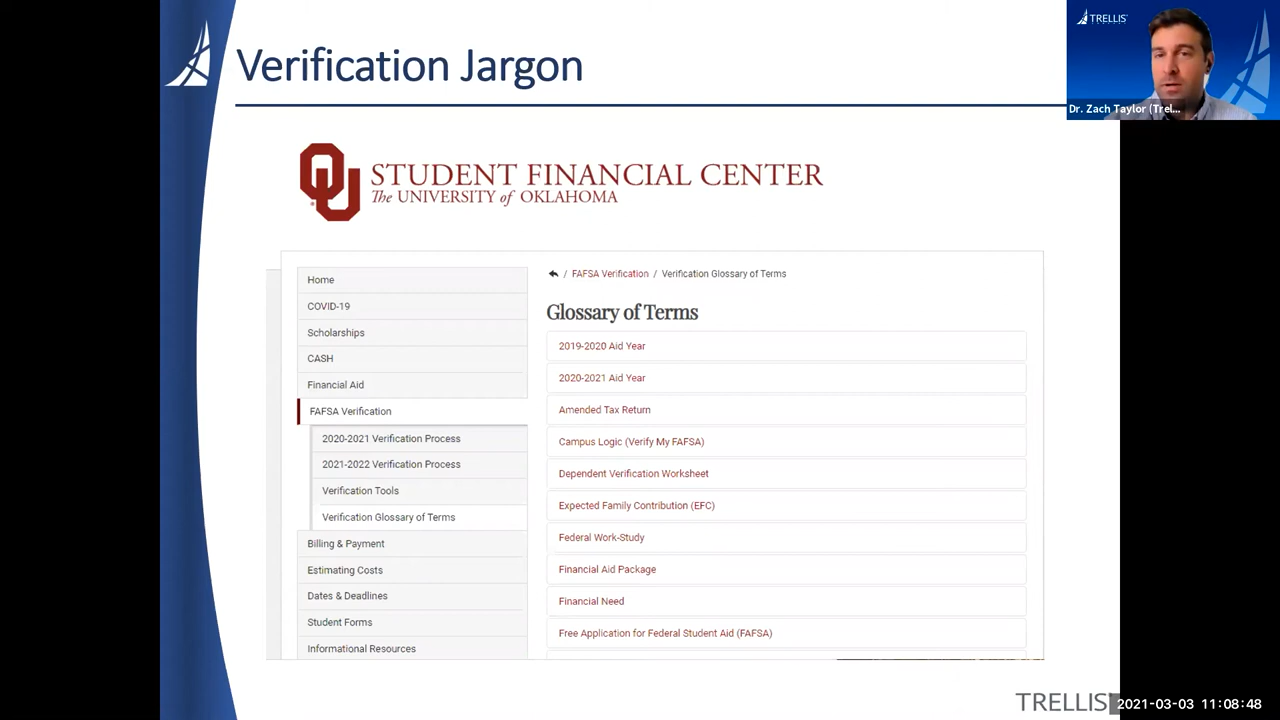 Verification Jargon
TRELLIS
Dr. Zach Taylor (Trel...
OU
STUDENT FINANCIAL CENTER
The UNIVERSITY of OKLAHOMA
Home
COVID-19
Scholarships
CASH
Financial Aid
FAFSA Verification
2020-2021 Verification Process
2021-2022 Verification Process
Verification Tools
Verification Glossary of Terms
Billing & Payment
Estimating Costs
Dates & Deadlines
Student Forms
Informational Resources
/ FAFSA Verification / Verification Glossary of Terms
Glossary of Terms
2019-2020 Aid Year
2020-2021 Aid Year
Amended Tax Return
Campus Logic (Verify My FAFSA)
Dependent Verification Worksheet
Expected Family Contribution (EFC)
Federal Work-Study
Financial Aid Package
Financial Need
Free Application for Federal Student Aid (FAFSA)
TRELLIS
2021-03-03 11:08:48